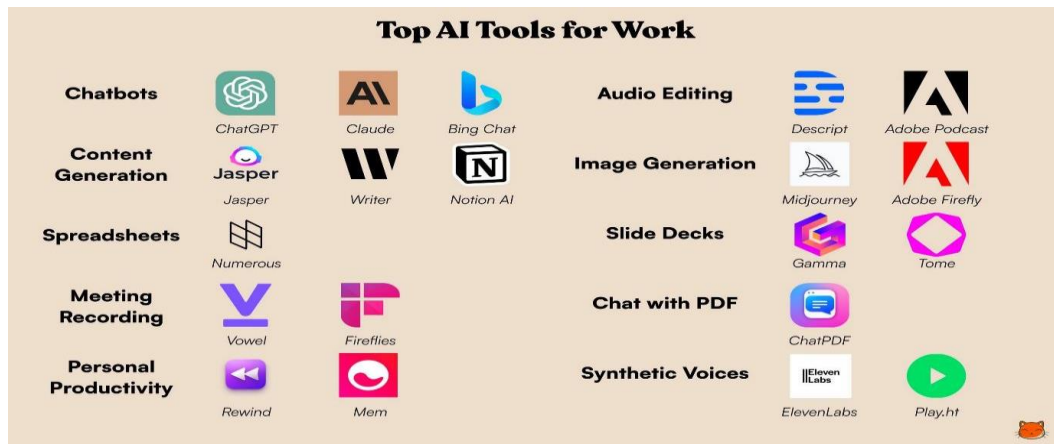 Top AI Tools for Work
Chatbots
ChatGPT
Claude
Bing Chat
Content
Generation
Jasper
Jasper
Writer
Notion AI
Spreadsheets
Numerous
Meeting
Recording
Vowel
Fireflies
Personal
Productivity
Rewind
Mem
Audio Editing
Descript
Adobe Podcast
Image Generation
Midjourney
Adobe Firefly
Slide Decks
Gamma
Tome
Chat with PDF
ChatPDF
Synthetic Voices
IIEleven
Labs
ElevenLabs
Play.ht